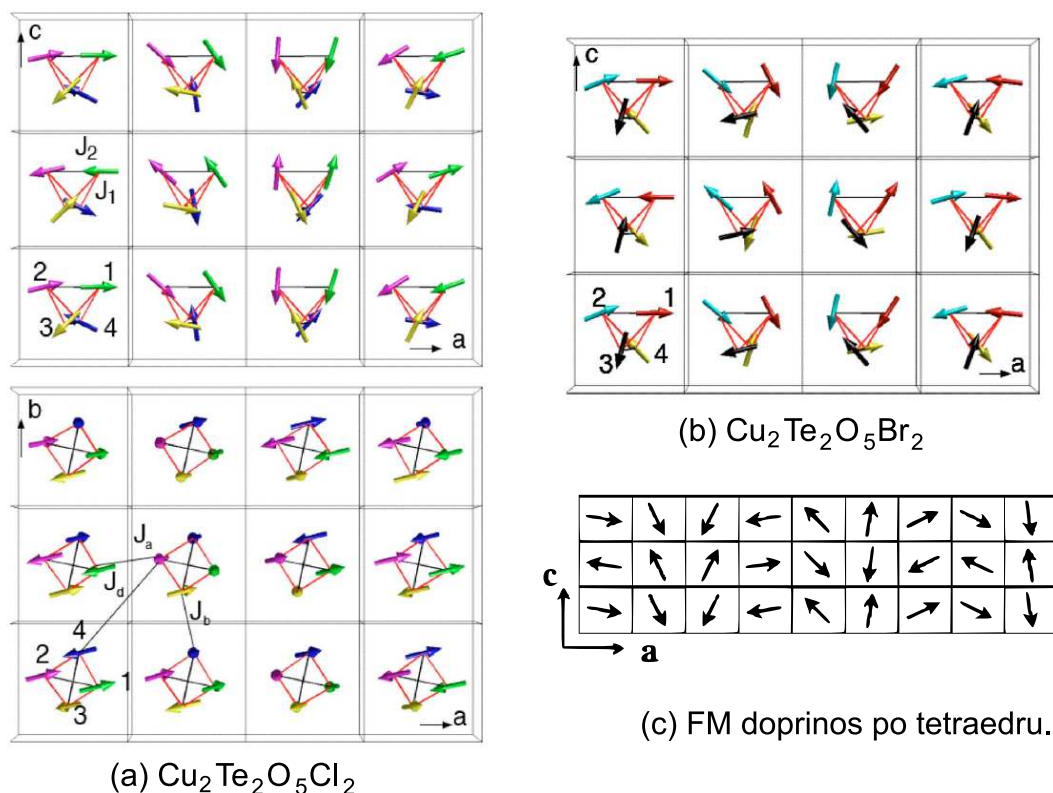 c
J2
J1
2 1
3 4
a
b
Ja
Jd
Jb
4
2
1
3
a
(a) Cu2Te2O5Cl2
c
2 1
3 4
a
(b) Cu2Te2O5Br2
c
a
(c) FM doprinos po tetraedru.